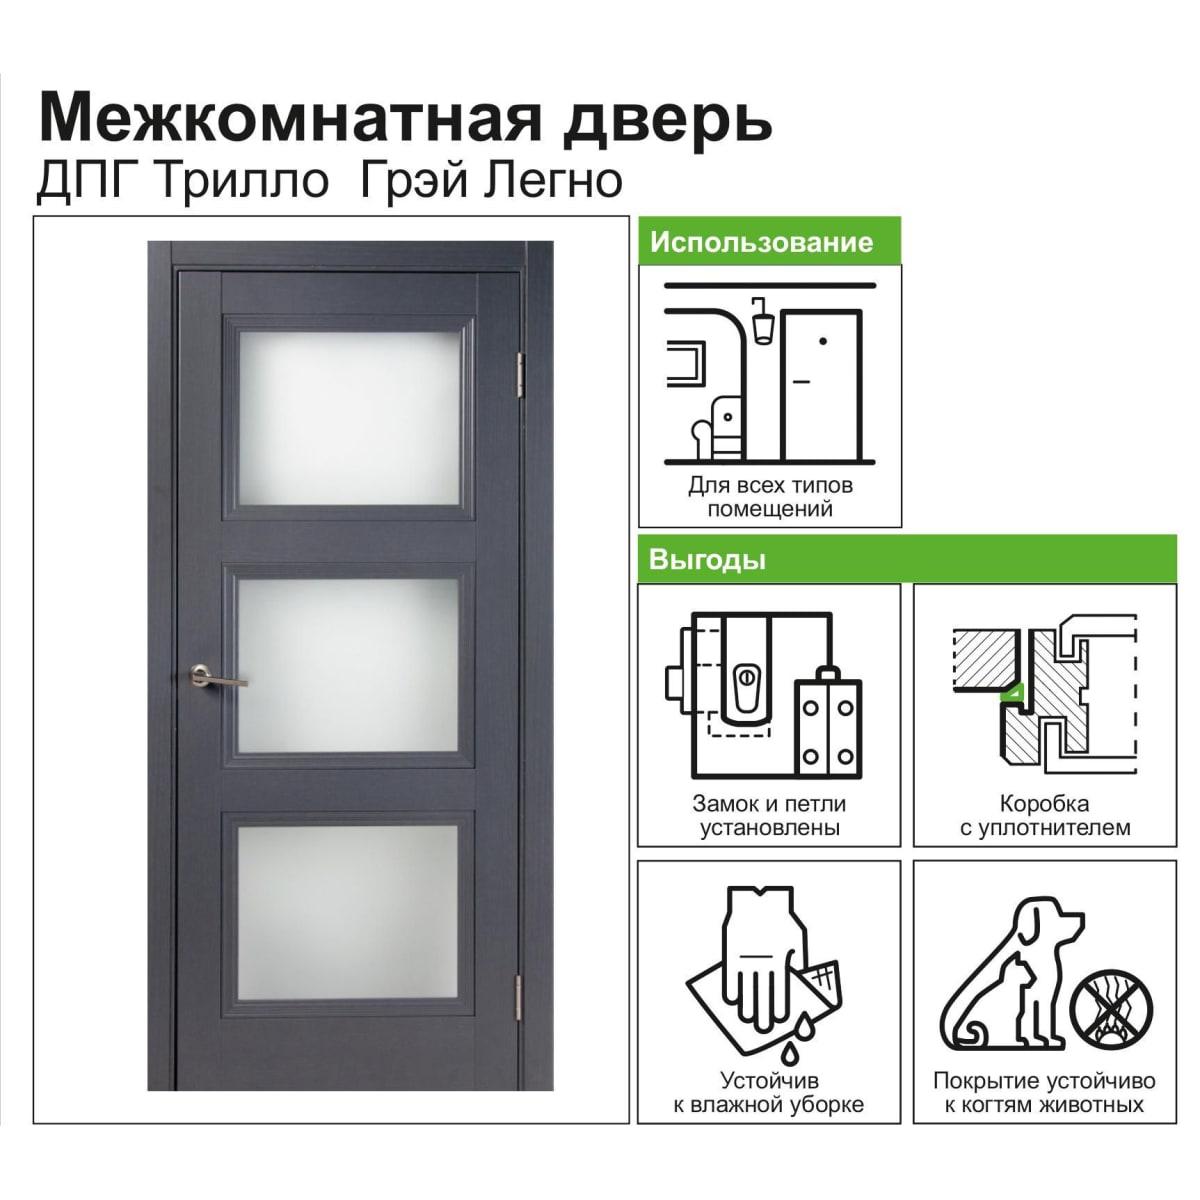 Межкомнатная дверь
ДПГ Трилло Грэй Легно
Использование
Для всех типов
помещений
Выгоды
Замок и петли
установлены
Коробка
с уплотнителем
Устойчив
к влажной уборке
Покрытие устойчиво
к когтям животных